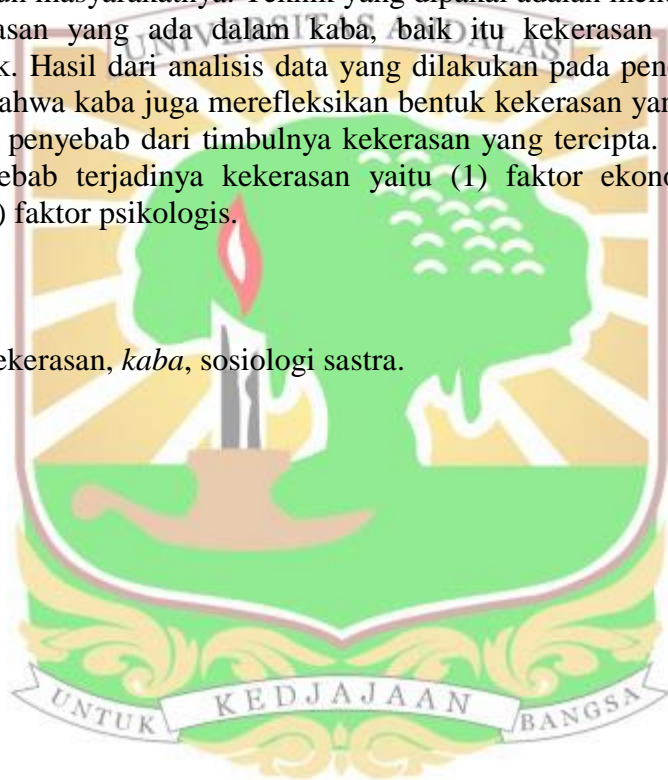 masyarakatnya. Teknik yang dipakai adalah
asan yang ada dalam kaba, baik itu kekerasan
UNIVERSITAS ANDALAS
k. Hasil dari analisis data yang dilakukan pada pen
ahwa kaba juga merefleksikan bentuk kekerasan yan
penyebab dari timbulnya kekerasan yang tercipta.
ebab terjadinya kekerasan yaitu (1) faktor ekono
) faktor psikologis.
ekerasan, kaba, sosiologi sastra.
UNTUK KEDJAJAAN BANGSA